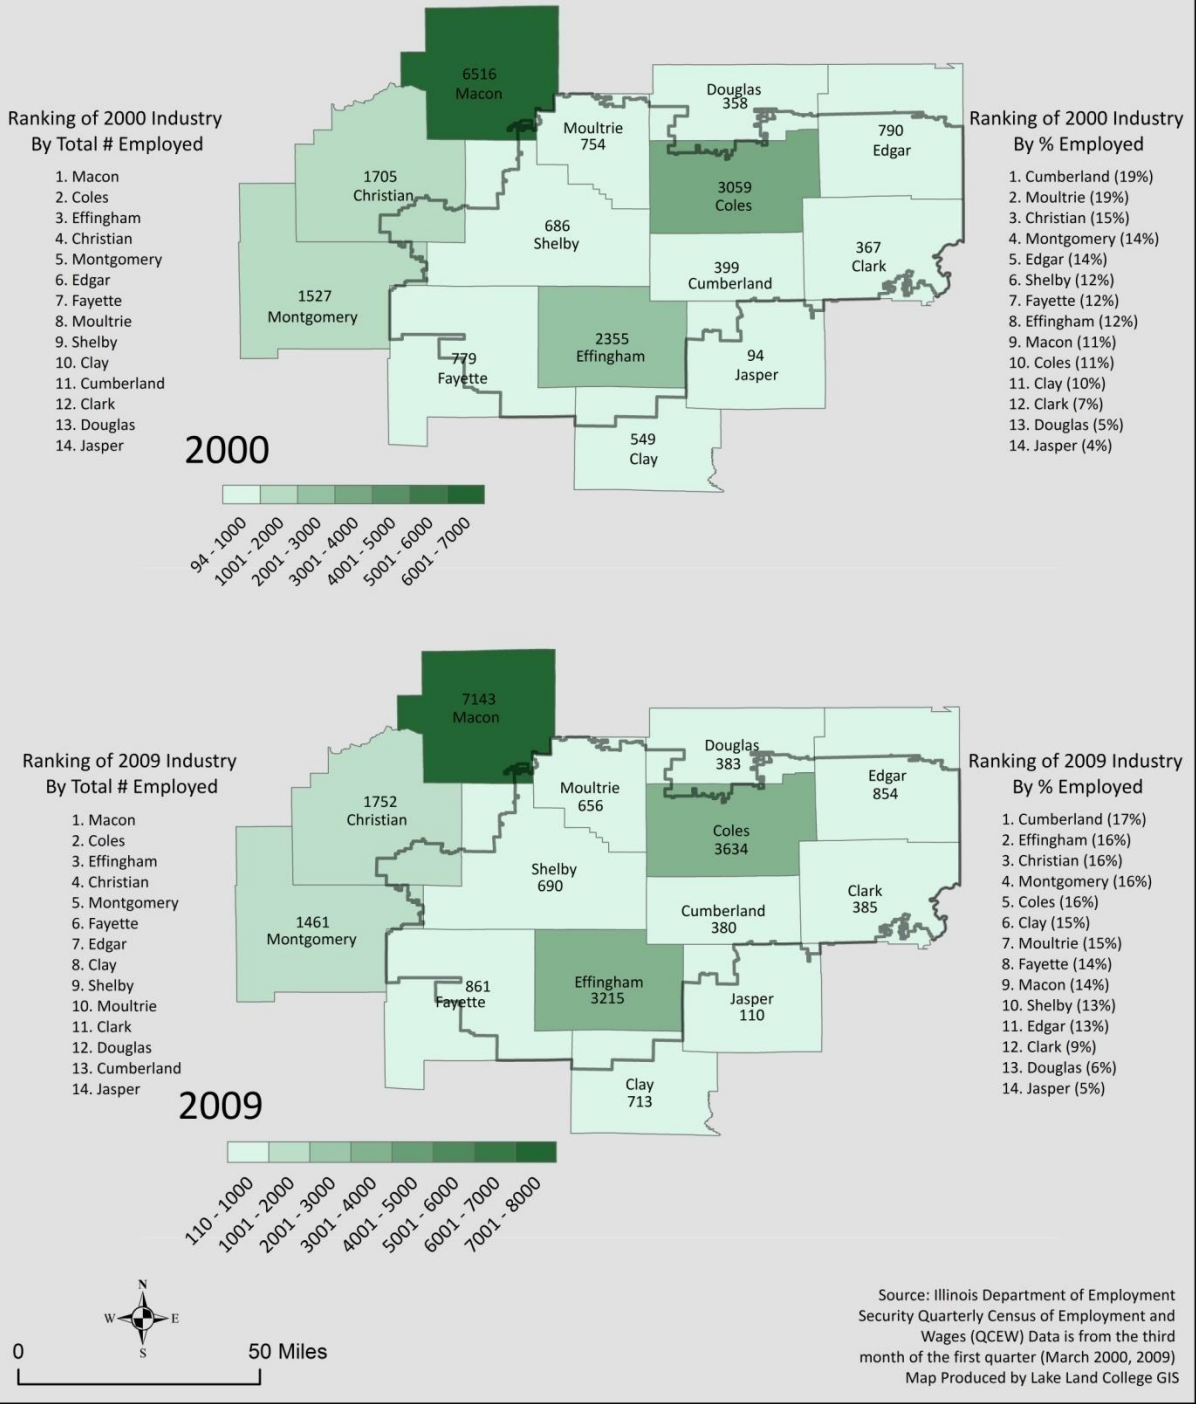 Ranking of 2000 Industry
By Total # Employed
1. Macon
2. Coles
3. Effingham
4. Christian
5. Montgomery
6. Edgar
7. Fayette
8. Moultrie
9. Shelby
10. Clay
11. Cumberland
12. Clark
13. Douglas
14. Jasper
6516
Macon
Douglas
358
790
Edgar
Moultrie
754
1705
Christian
3059
Coles
686
Shelby
367
Clark
399
Cumberland
1527
Montgomery
2355
Effingham
779
Fayette
94
Jasper
549
Clay
Ranking of 2000 Industry
By % Employed
1. Cumberland (19%)
2. Moultrie (19%)
3. Christian (15%)
4. Montgomery (14%)
5. Edgar (14%)
6. Shelby (12%)
7. Fayette (12%)
8. Effingham (12%)
9. Macon (11%)
10. Coles (11%)
11. Clay (10%)
12. Clark (7%)
13. Douglas (5%)
14. Jasper (4%)
2000
94 - 1000
1001 - 2000
2001 - 3000
3001 - 4000
4001 - 5000
5001 - 6000
6001 - 7000
Ranking of 2009 Industry
By Total # Employed
1. Macon
2. Coles
3. Effingham
4. Christian
5. Montgomery
6. Fayette
7. Edgar
8. Clay
9. Shelby
10. Moultrie
11. Clark
12. Douglas
13. Cumberland
14. Jasper
7143
Macon
Douglas
383
Edgar
854
Moultrie
656
1752
Christian
Coles
3634
Shelby
690
Clark
385
Cumberland
380
1461
Montgomery
Effingham
3215
861
Fayette
Jasper
110
Clay
713
Ranking of 2009 Industry
By % Employed
1. Cumberland (17%)
2. Effingham (16%)
3. Christian (16%)
4. Montgomery (16%)
5. Coles (16%)
6. Clay (15%)
7. Moultrie (15%)
8. Fayette (14%)
9. Macon (14%)
10. Shelby (13%)
11. Edgar (13%)
12. Clark (9%)
13. Douglas (6%)
14. Jasper (5%)
2009
110 - 1000
1001 - 2000
2001 - 3000
3001 - 4000
4001 - 5000
5001 - 6000
6001 - 7000
7001 - 8000
N
W E
S
0 50 Miles
Source: Illinois Department of Employment
Security Quarterly Census of Employment and
Wages (QCEW) Data is from the third
month of the first quarter (March 2000, 2009)
Map Produced by Lake Land College GIS